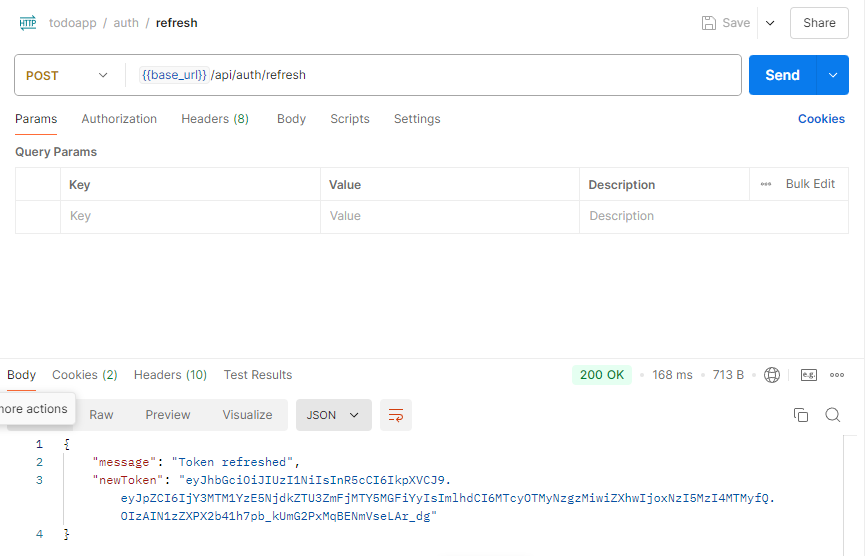 HTTP todoapp / auth / refresh Save Share
POST {{base_url}} /api/auth/refresh Send
Params Authorization Headers (8) Body Scripts Settings Cookies
Query Params
Key Value Description ••• Bulk Edit
Key Value Description
Body Cookies (2) Headers (10) Test Results 200 OK • 168 ms • 713 B • e.g. •••
more actions Raw Preview Visualize JSON
1 {
2 "message": "Token refreshed",
3 "newToken": "eyJhbGciOiJIUzI1NiIsInR5cCI6IkpXVCJ9.
eyJpZCI6IjY3MTM1YzE5NjdkZTU3ZmFjMTY5MGFiYyIsImlhdCI6MTcyOTMyNzgzMiwiZXhwIjoxNzI5MzI4MTMyfQ.
OIzAIN1zZXPX2b41h7pb_kUmG2PxMqBENmVseLAr_dg"
4 }